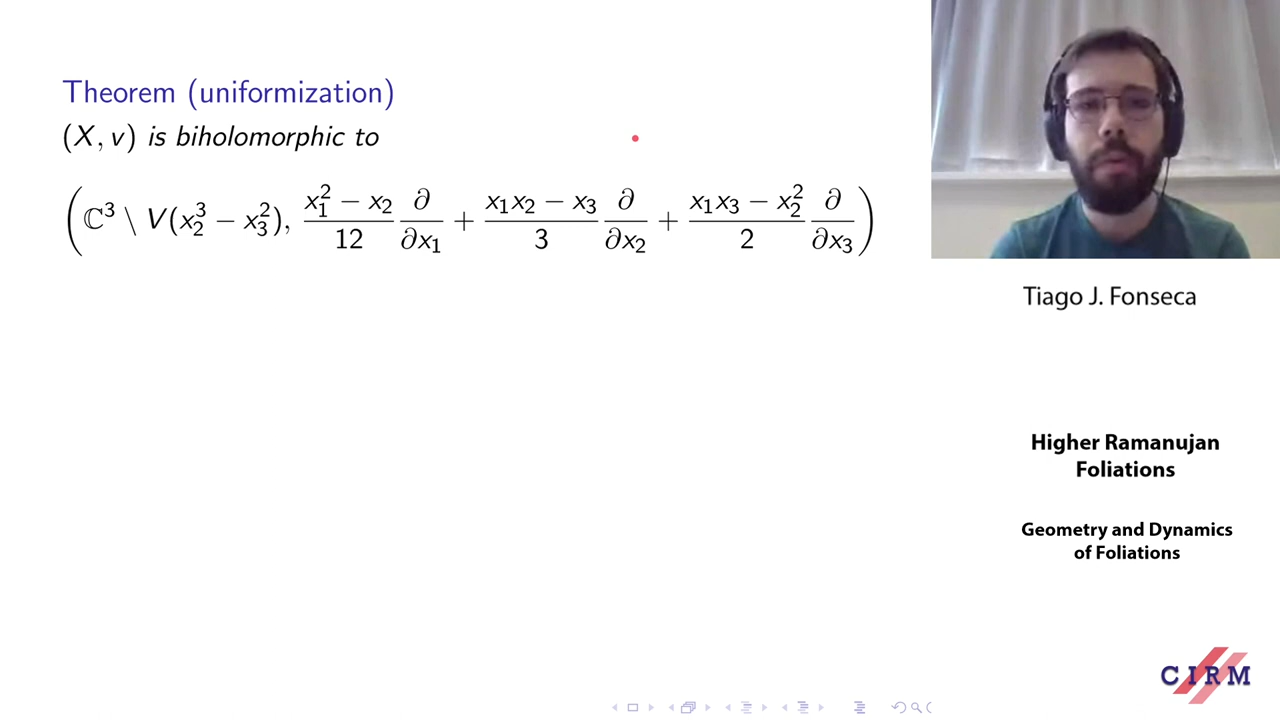 Theorem (uniformization)
(X, v) is biholomorphic to
(ℂ³ \ V(x₂³ − x₃²), (x₁² − x₂)/12 ∂/∂x₁ + (x₁x₂ − x₃)/3 ∂/∂x₂ + (x₁x₃ − x₂²)/2 ∂/∂x₃)
Tiago J. Fonseca
Higher Ramanujan
Foliations
Geometry and Dynamics
of Foliations
CIRM